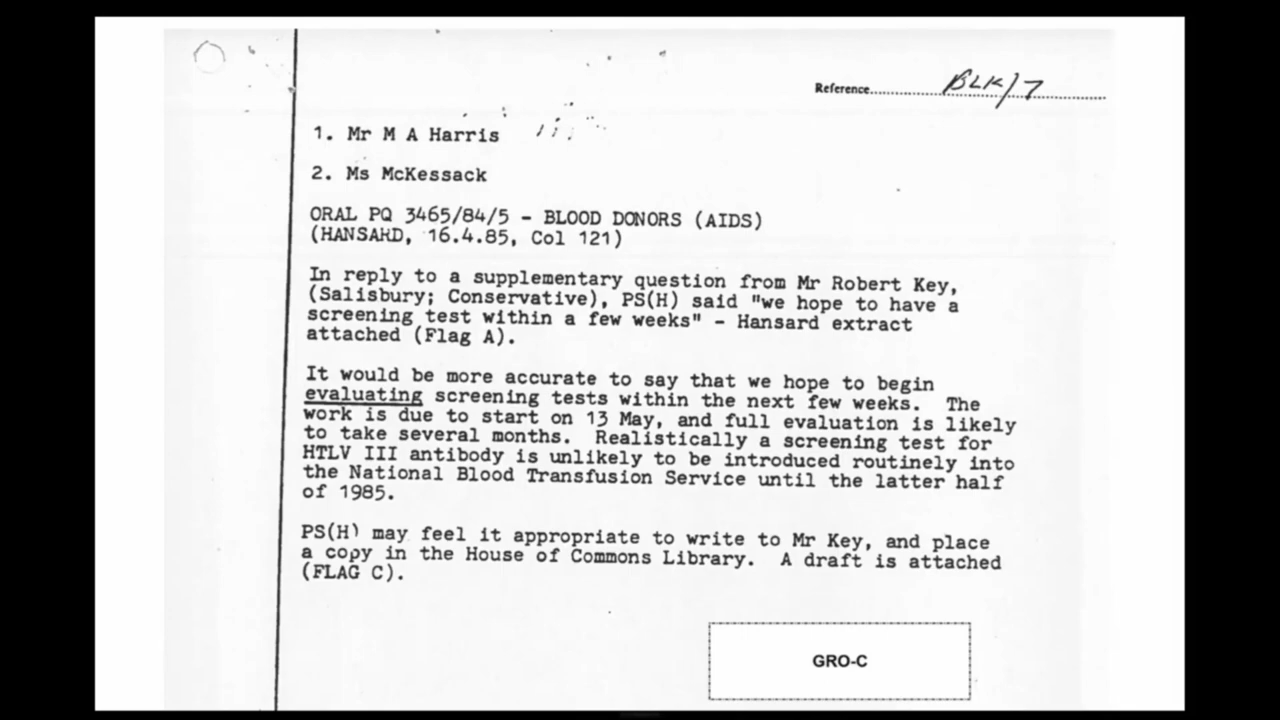 Reference.......... BLK/7
1. Mr M A Harris
2. Ms McKessack
ORAL PQ 3465/84/5 - BLOOD DONORS (AIDS)
(HANSARD, 16.4.85, Col 121)
In reply to a supplementary question from Mr Robert Key,
(Salisbury; Conservative), PS(H) said "we hope to have a
screening test within a few weeks" - Hansard extract
attached (Flag A).
It would be more accurate to say that we hope to begin
evaluating screening tests within the next few weeks. The
work is due to start on 13 May, and full evaluation is likely
to take several months. Realistically a screening test for
HTLV III antibody is unlikely to be introduced routinely into
the National Blood Transfusion Service until the latter half
of 1985.
PS(H) may feel it appropriate to write to Mr Key, and place
a copy in the House of Commons Library. A draft is attached
(FLAG C).
GRO-C